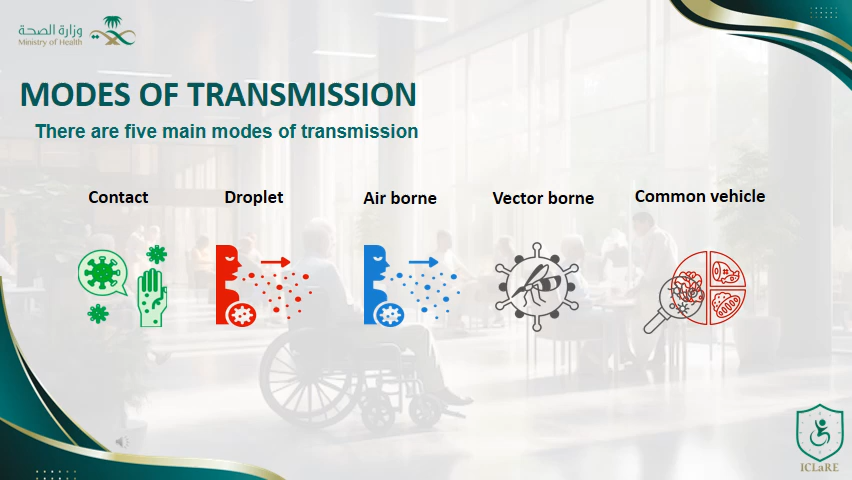 وزارة الصحة
Ministry of Health
MODES OF TRANSMISSION
There are five main modes of transmission
Contact
Droplet
Air borne
Vector borne
Common vehicle
ICLaRE